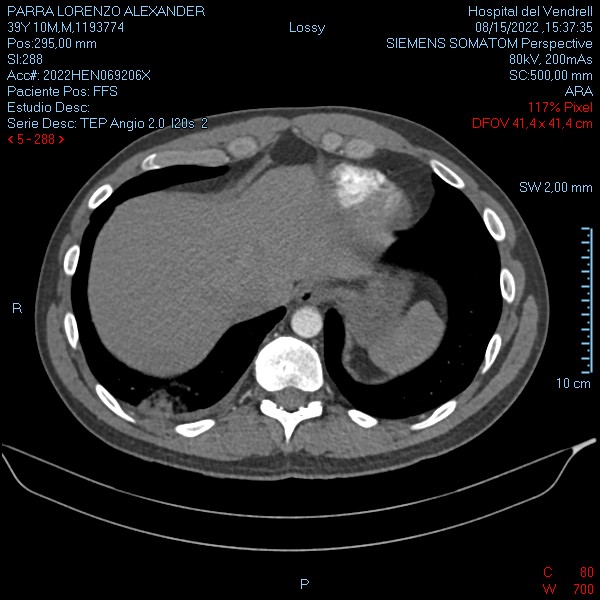 PARRA LORENZO ALEXANDER
39Y 10M,M,1193774
Pos:295,00 mm
SI:288
Acc#: 2022HEN069206X
Paciente Pos: FFS
Estudio Desc:
Serie Desc: TEP Angio 2.0 I20s 2
< 5 - 288 >
Lossy
Hospital del Vendrell
08/15/2022 ,15:37:35
SIEMENS SOMATOM Perspective
80kV, 200mAs
SC:500,00 mm
ARA
117% Pixel
DFOV 41,4 x 41,4 cm
SW 2,00 mm
R
10 cm
P
C 80
W 700